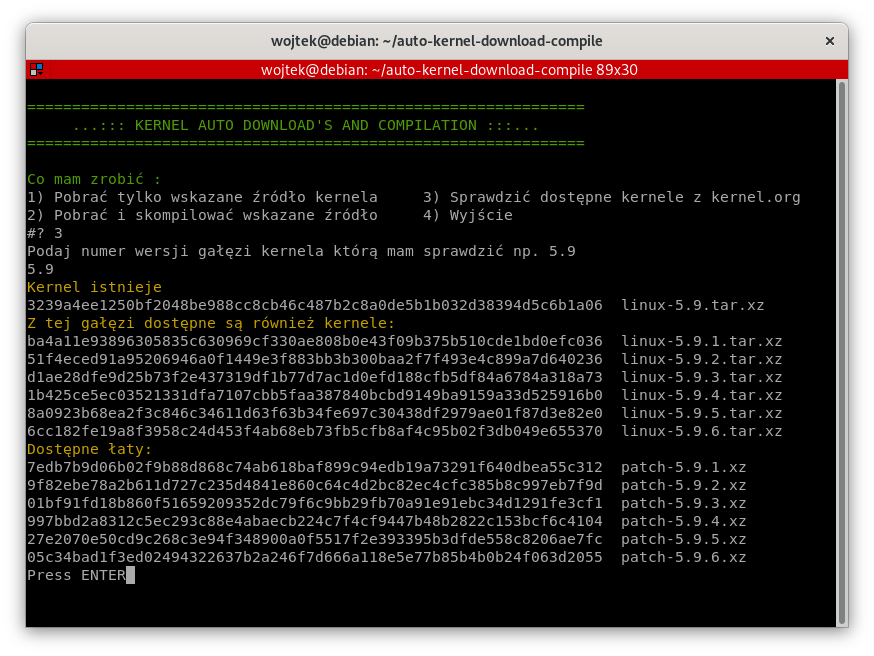 wojtek@debian: ~/auto-kernel-download-compile
wojtek@debian: ~/auto-kernel-download-compile 89x30
==============================================================
...::: KERNEL AUTO DOWNLOAD'S AND COMPILATION :::...
==============================================================
Co mam zrobić :
1) Pobrać tylko wskazane źródło kernela     3) Sprawdzić dostępne kernele z kernel.org
2) Pobrać i skompilować wskazane źródło     4) Wyjście
#? 3
Podaj numer wersji gałęzi kernela którą mam sprawdzić np. 5.9
5.9
Kernel istnieje
3239a4ee1250bf2048be988cc8cb46c487b2c8a0de5b1b032d38394d5c6b1a06  linux-5.9.tar.xz
Z tej gałęzi dostępne są również kernele:
ba4a11e93896305835c630969cf330ae808b0e43f09b375b510cde1bd0efc036  linux-5.9.1.tar.xz
51f4eced91a95206946a0f1449e3f883bb3b300baa2f7f493e4c899a7d640236  linux-5.9.2.tar.xz
d1ae28dfe9d25b73f2e437319df1b77d7ac1d0efd188cfb5df84a6784a318a73  linux-5.9.3.tar.xz
1b425ce5ec03521331dfa7107cbb5faa387840bcbd9149ba9159a33d525916b0  linux-5.9.4.tar.xz
8a0923b68ea2f3c846c34611d63f63b34fe697c30438df2979ae01f87d3e82e0  linux-5.9.5.tar.xz
6cc182fe19a8f3958c24d453f4ab68eb73fb5cfb8af4c95b02f3db049e655370  linux-5.9.6.tar.xz
Dostępne łaty:
7edb7b9d06b02f9b88d868c74ab618baf899c94edb19a73291f640dbea55c312  patch-5.9.1.xz
9f82ebe78a2b611d727c235d4841e860c64c4d2bc82ec4cfc385b8c997eb7f9d  patch-5.9.2.xz
01bf91fd18b860f51659209352dc79f6c9bb29fb70a91e91ebc34d1291fe3cf1  patch-5.9.3.xz
997bbd2a8312c5ec293c88e4abaecb224c7f4cf9447b48b2822c153bcf6c4104  patch-5.9.4.xz
27e2070e50cd9c268c3e94f348900a0f5517f2e393395b3dfde558c8206ae7fc  patch-5.9.5.xz
05c34bad1f3ed02494322637b2a246f7d666a118e5e77b85b4b0b24f063d2055  patch-5.9.6.xz
Press ENTER